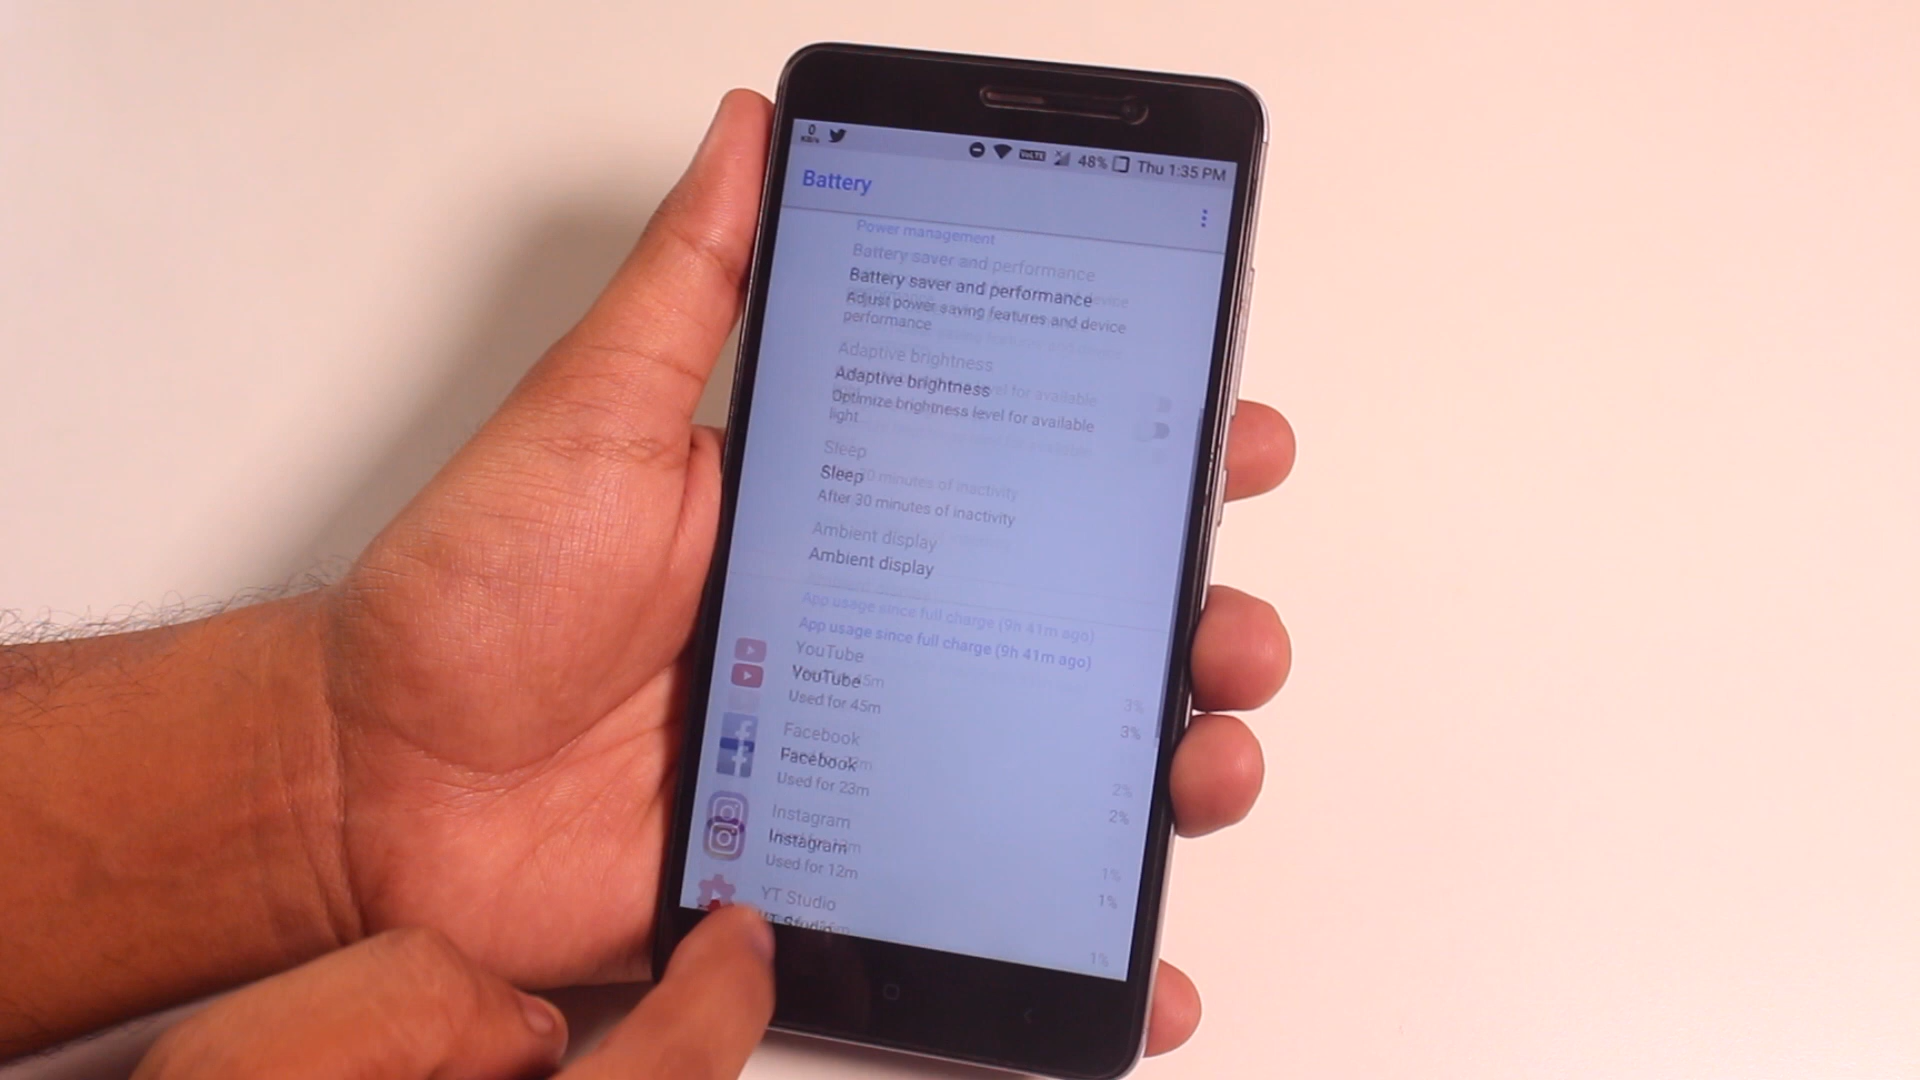 0
KB/s
VoLTE 48% Thu 1:35 PM
Battery
Power management
Battery saver and performance
Adjust power saving features and device
performance
Adaptive brightness
Optimize brightness level for available
light
Sleep
After 30 minutes of inactivity
Ambient display
App usage since full charge (9h 41m ago)
YouTube
Used for 45m
3%
Facebook
Used for 23m
2%
Instagram
Used for 12m
1%
YT Studio
1%